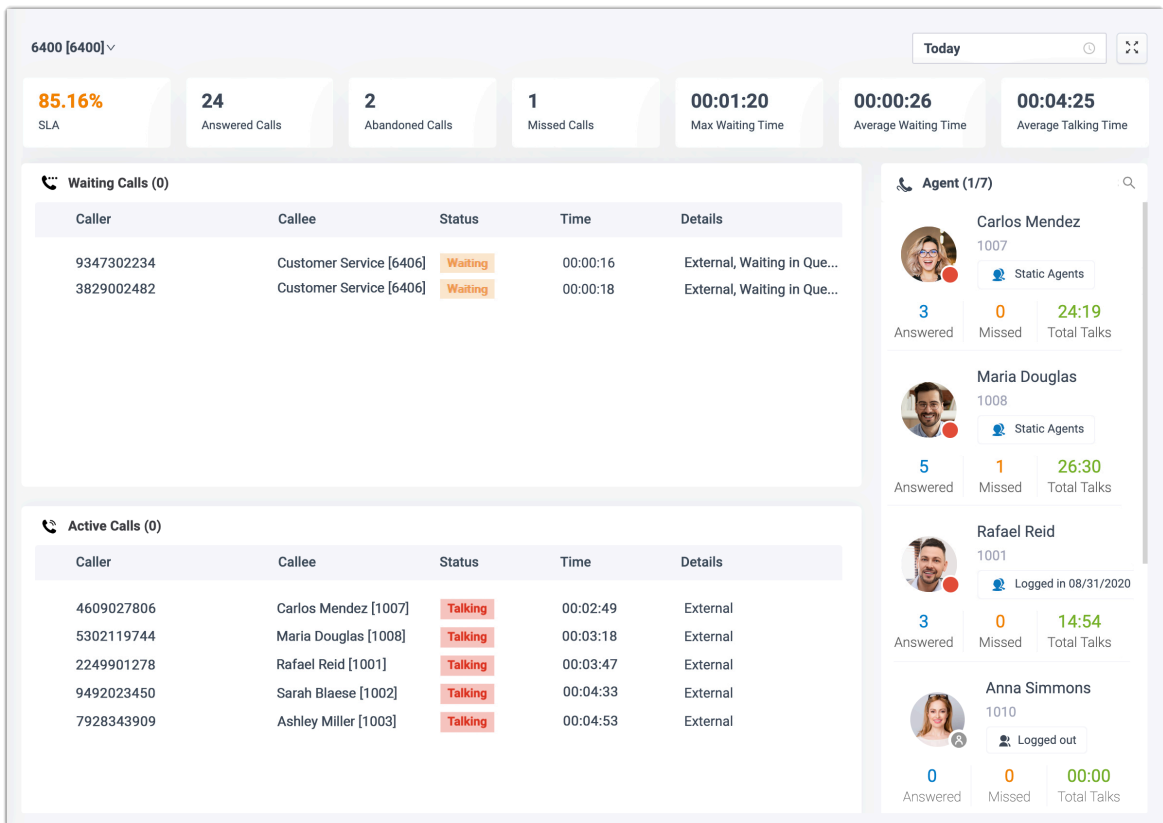 6400 [6400]
Today
85.16%
SLA
24
Answered Calls
2
Abandoned Calls
1
Missed Calls
00:01:20
Max Waiting Time
00:00:26
Average Waiting Time
00:04:25
Average Talking Time
Waiting Calls (0)
Caller Callee Status Time Details
9347302234 Customer Service [6406] Waiting 00:00:16 External, Waiting in Que...
3829002482 Customer Service [6406] Waiting 00:00:18 External, Waiting in Que...
Active Calls (0)
Caller Callee Status Time Details
4609027806 Carlos Mendez [1007] Talking 00:02:49 External
5302119744 Maria Douglas [1008] Talking 00:03:18 External
2249901278 Rafael Reid [1001] Talking 00:03:47 External
9492023450 Sarah Blaese [1002] Talking 00:04:33 External
7928343909 Ashley Miller [1003] Talking 00:04:53 External
Agent (1/7)
Carlos Mendez
1007
Static Agents
3 0 24:19
Answered Missed Total Talks
Maria Douglas
1008
Static Agents
5 1 26:30
Answered Missed Total Talks
Rafael Reid
1001
Logged in 08/31/2020
3 0 14:54
Answered Missed Total Talks
Anna Simmons
1010
Logged out
0 0 00:00
Answered Missed Total Talks